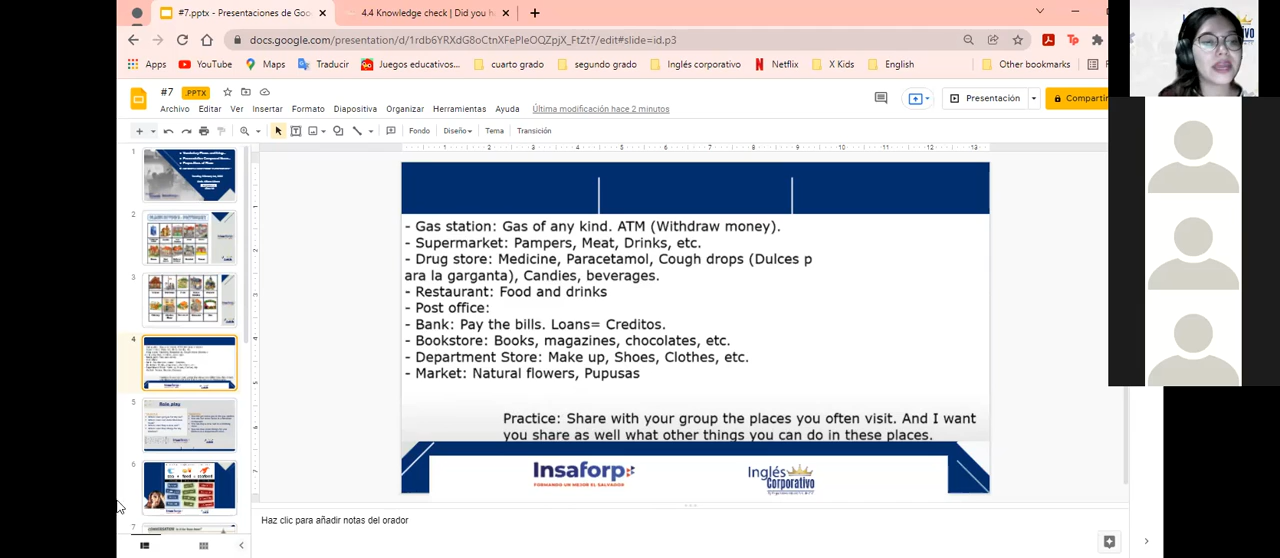 #7.pptx - Presentaciones de Goo
4.4 Knowledge check | Did you h
docs.google.com/presentation/d/1rdb6YRXdG8oCtnXFePIeOQZpjX_FtZt7/edit#slide=id.p3
Apps
YouTube
Maps
Traducir
Juegos educativos...
cuarto grado
segundo grado
Inglés corporativo
Netflix
X Kids
English
Other bookmarks
#7
.PPTX
Archivo
Editar
Ver
Insertar
Formato
Diapositiva
Organizar
Herramientas
Ayuda
Última modificación hace 2 minutos
Presentación
Compartir
Fondo
Diseño
Tema
Transición
- Gas station: Gas of any kind. ATM (Withdraw money).
- Supermarket: Pampers, Meat, Drinks, etc.
- Drug store: Medicine, Paracetamol, Cough drops (Dulces p
ara la garganta), Candies, beverages.
- Restaurant: Food and drinks
- Post office:
- Bank: Pay the bills. Loans= Creditos.
- Bookstore: Books, magazines, chocolates, etc.
- Department Store: Make up, Shoes, Clothes, etc.
- Market: Natural flowers, Pupusas
Practice: Share with your group the places you often visit. And I want
you share as well what other things you can do in these places.
Insaforp
FORMANDO UN MEJOR EL SALVADOR
Inglés
Corporativo
Haz clic para añadir notas del orador
1
2
3
4
5
Role play
6
7